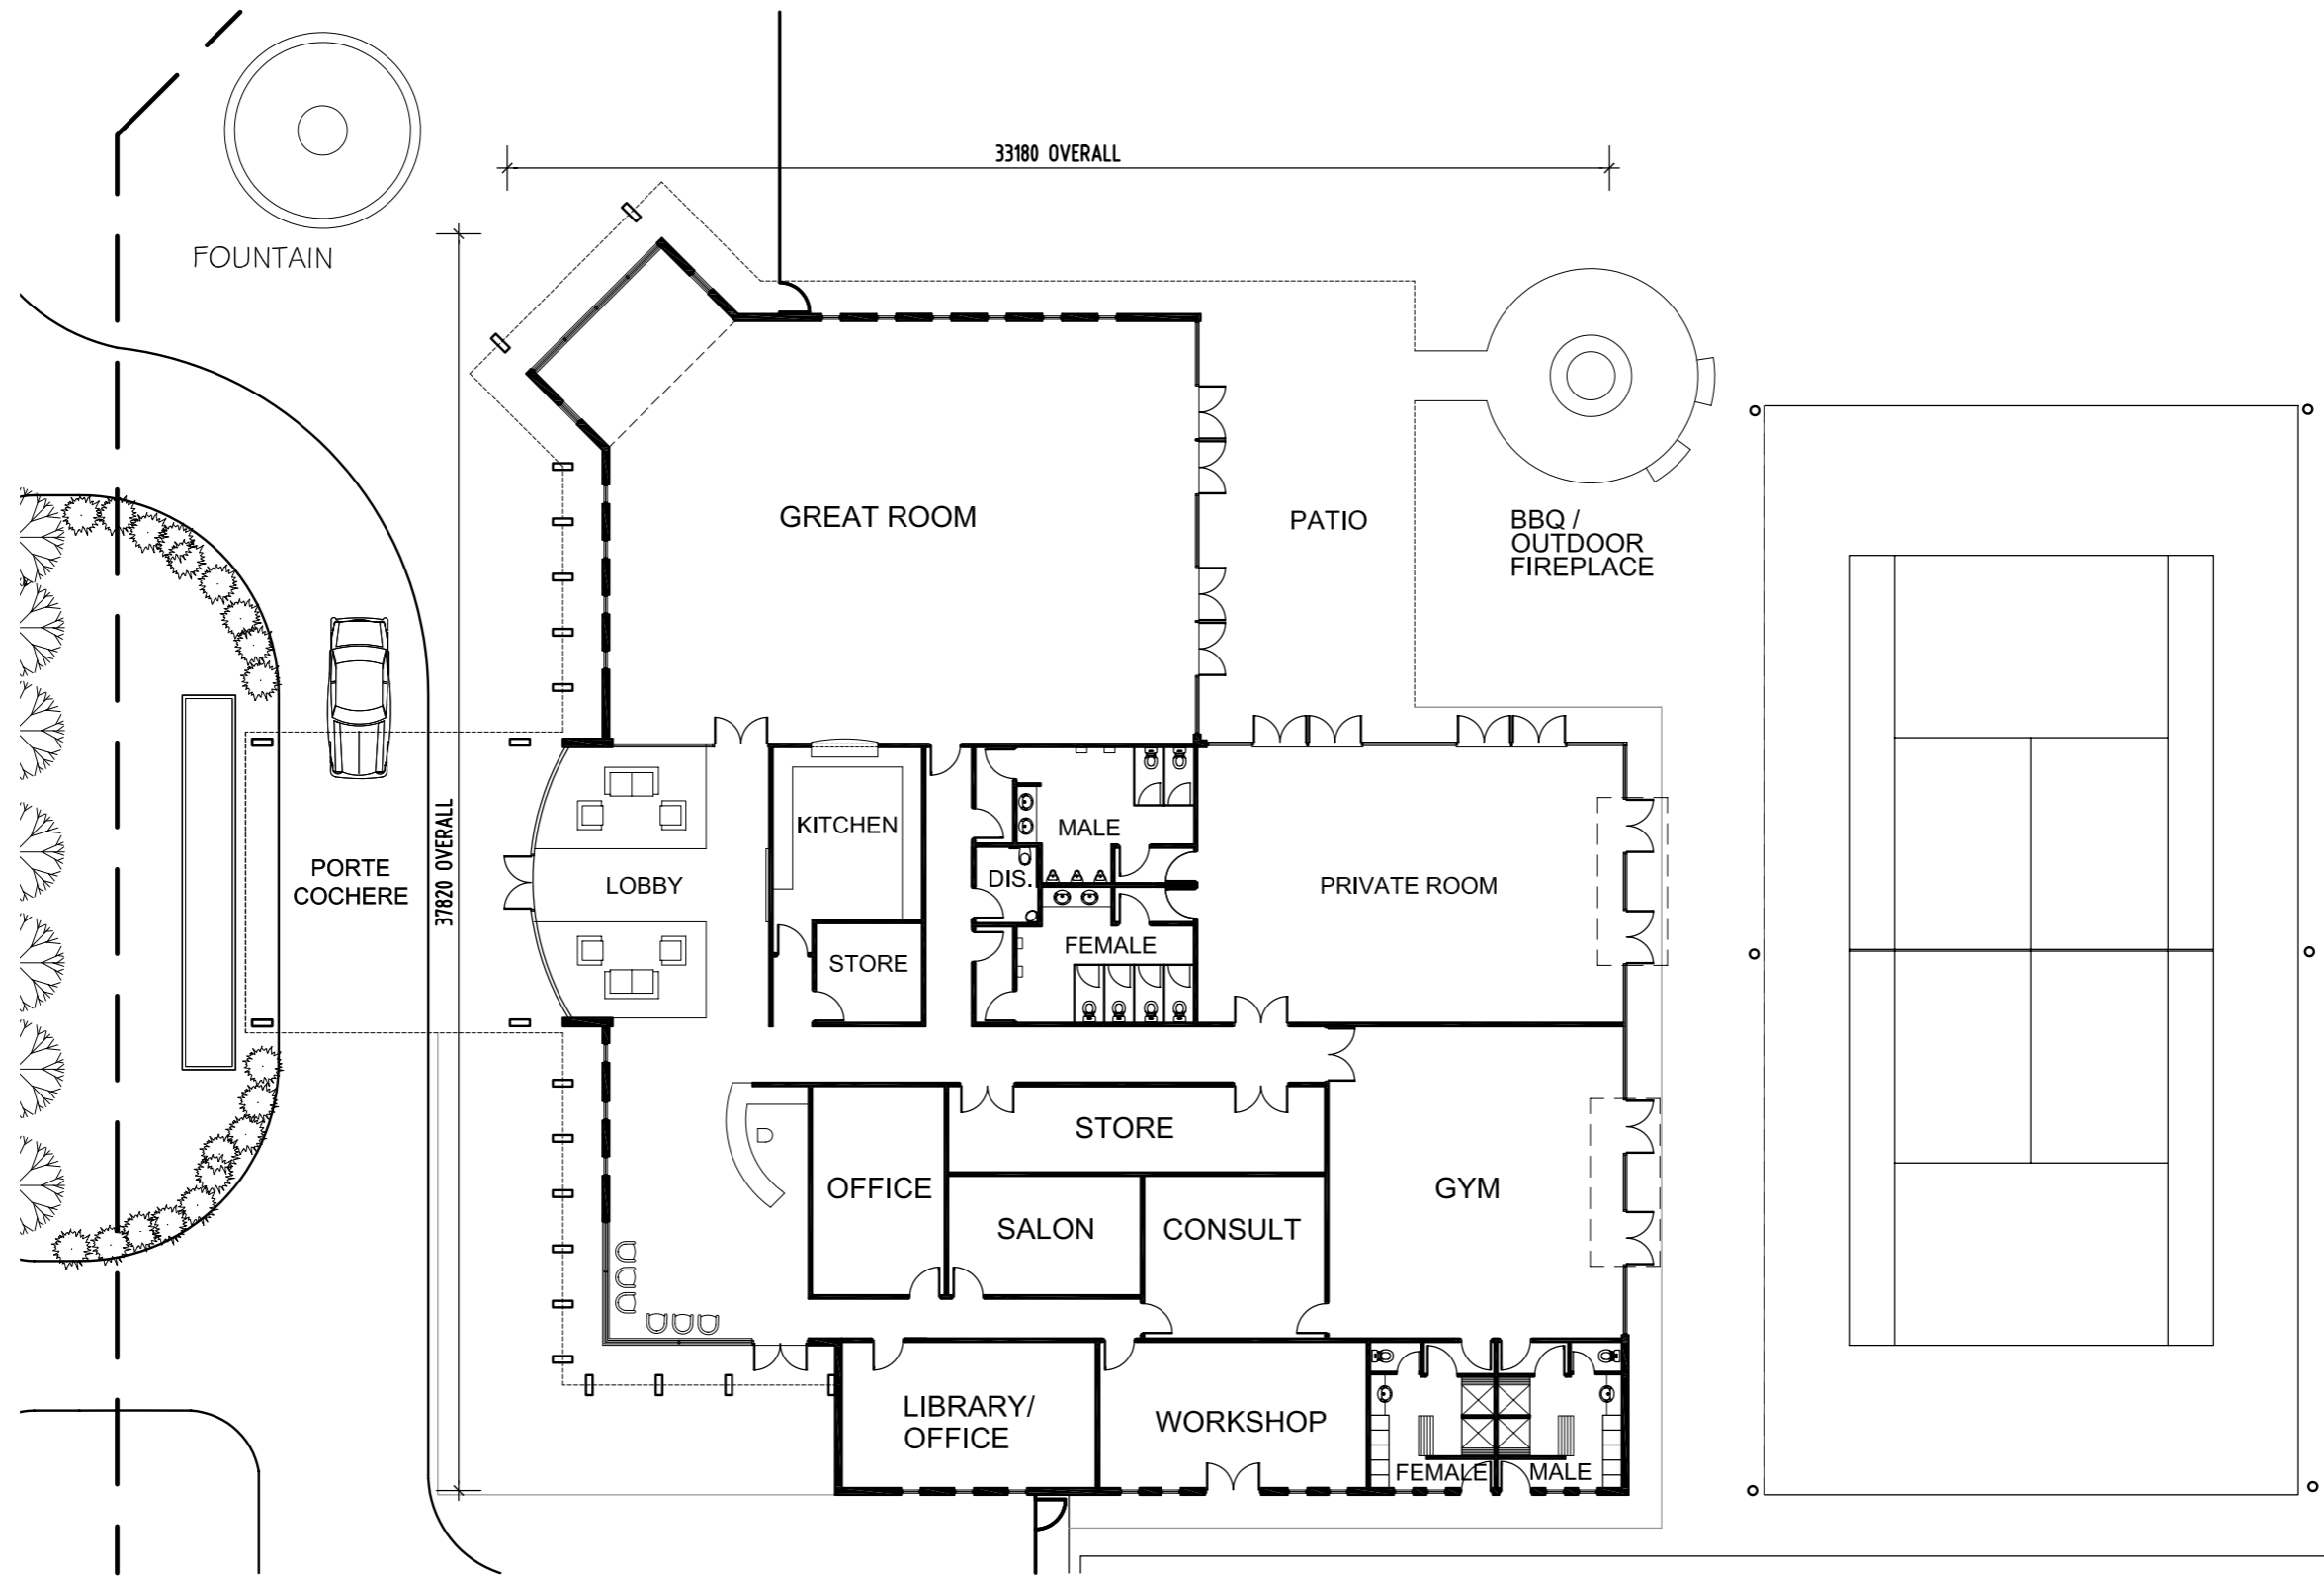 33180 OVERALL
FOUNTAIN
GREAT ROOM
PATIO
BBQ /
OUTDOOR
FIREPLACE
37820 OVERALL
PORTE
COCHERE
LOBBY
KITCHEN
STORE
MALE
DIS.
FEMALE
PRIVATE ROOM
STORE
OFFICE
SALON
CONSULT
GYM
LIBRARY/
OFFICE
WORKSHOP
FEMALE
MALE